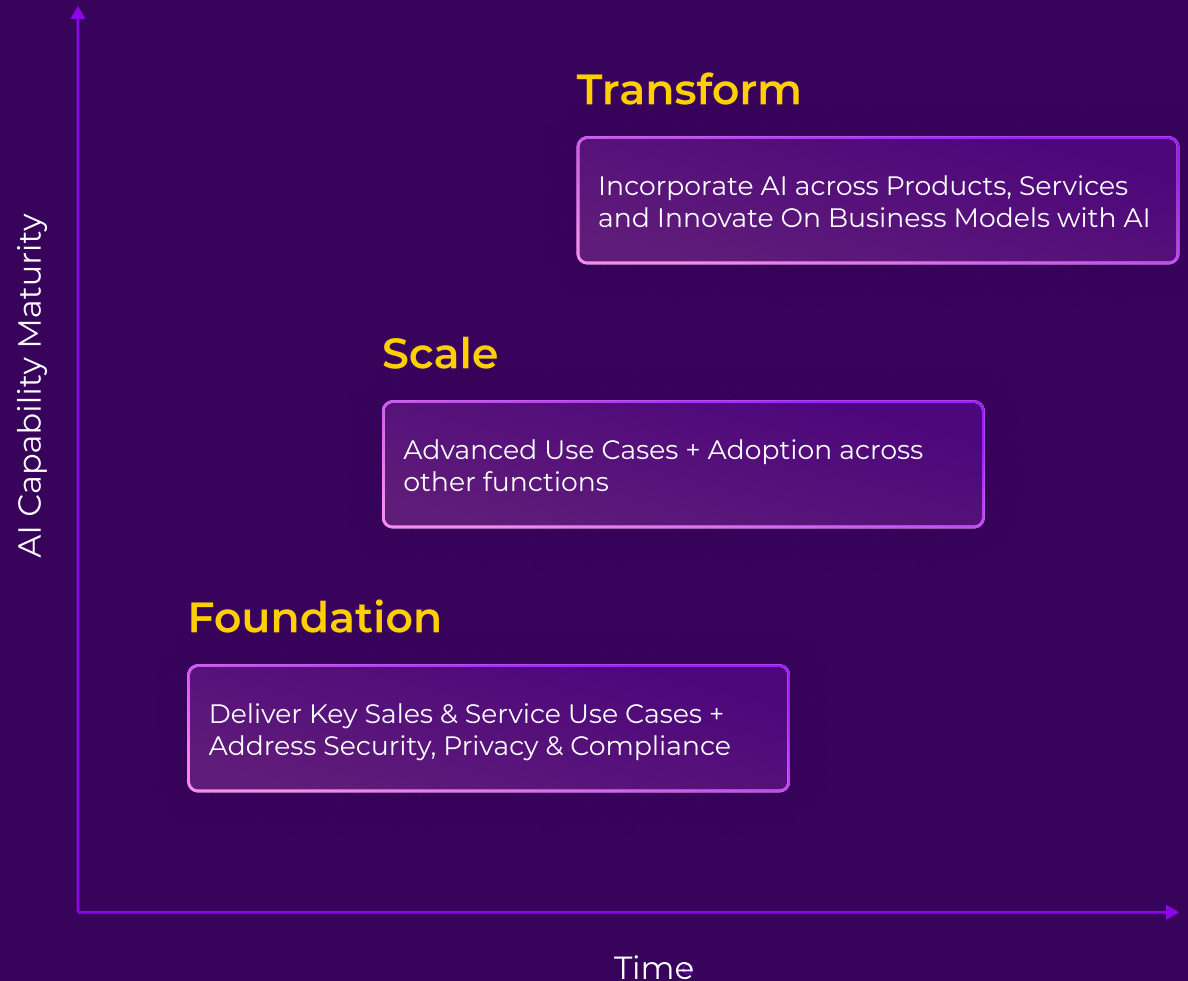 Transform
Incorporate AI across Products, Services
and Innovate On Business Models with AI
AI Capability Maturity
Scale
Advanced Use Cases + Adoption across
other functions
Foundation
Deliver Key Sales & Service Use Cases +
Address Security, Privacy & Compliance
Time